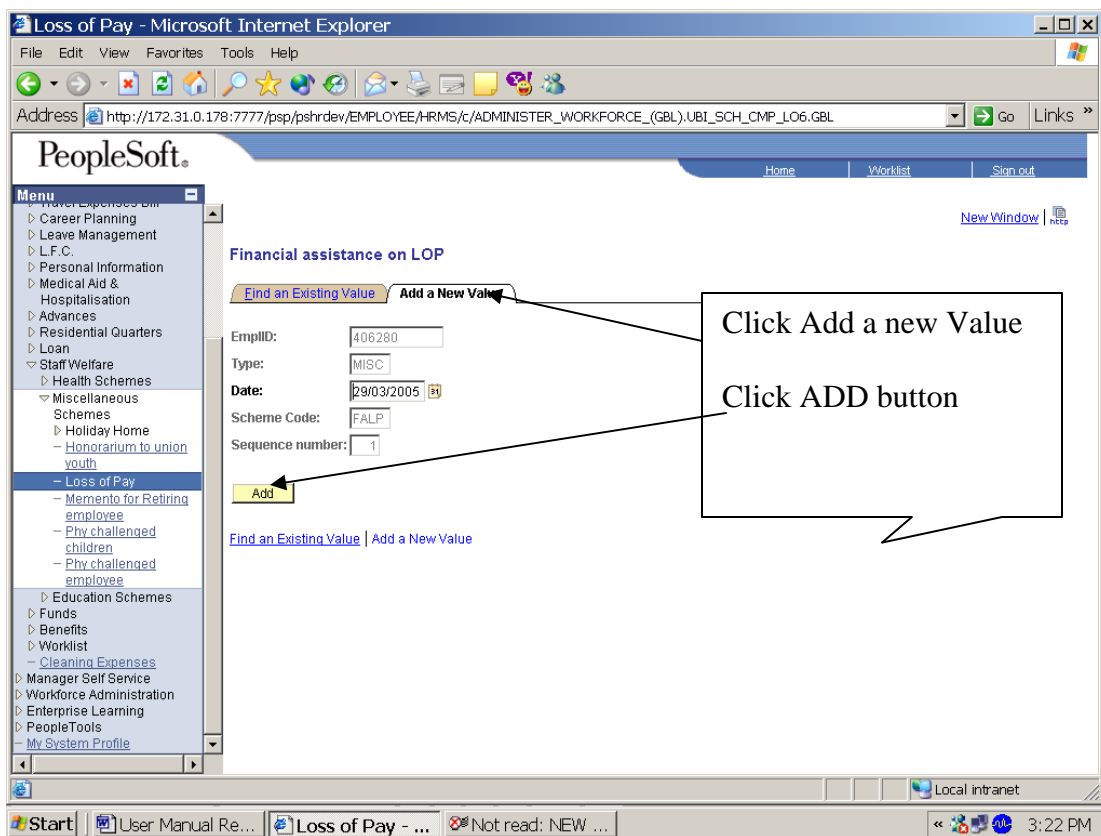 Loss of Pay - Microsoft Internet Explorer
File Edit View Favorites Tools Help
Address http://172.31.0.178:7777/psp/pshrdev/EMPLOYEE/HRMS/c/ADMINISTER_WORKFORCE_(GBL).UBI_SCH_CMP_LO6.GBL Go Links »
PeopleSoft®
Home Worklist Sign out
Menu
Travel Expenses Bill
Career Planning
Leave Management
L.F.C.
Personal Information
Medical Aid &
Hospitalisation
Advances
Residential Quarters
Loan
Staff Welfare
Health Schemes
Miscellaneous
Schemes
Holiday Home
Honorarium to union
youth
Loss of Pay
Memento for Retiring
employee
Phy challenged
children
Phy challenged
employee
Education Schemes
Funds
Benefits
Worklist
Cleaning Expenses
Manager Self Service
Workforce Administration
Enterprise Learning
PeopleTools
My System Profile
New Window http
Financial assistance on LOP
Find an Existing Value Add a New Value
EmplID: 406280
Type: MISC
Date: 29/03/2005 31
Scheme Code: FALP
Sequence number: 1
Add
Find an Existing Value | Add a New Value
Click Add a new Value
Click ADD button
Local intranet
Start User Manual Re... Loss of Pay - ... Not read: NEW ... « 3:22 PM